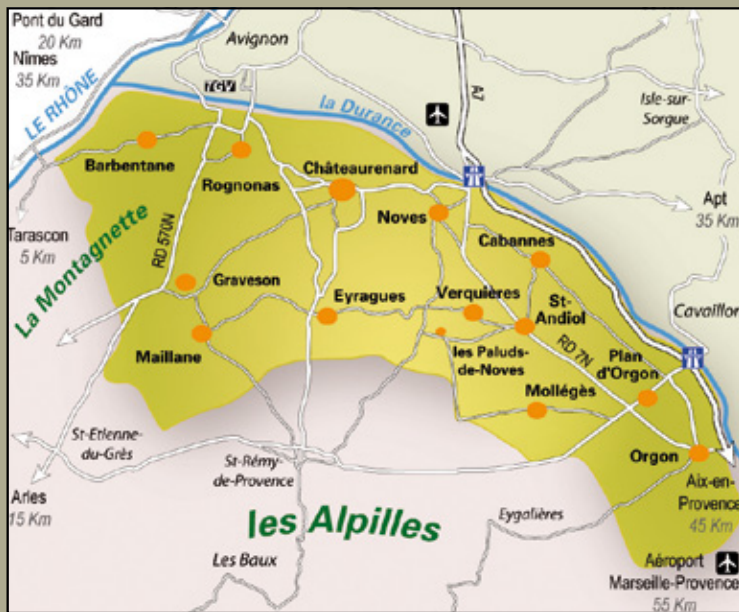 Pont du Gard
20 Km
Nîmes
35 Km
Avignon
TGV
LE RHÔNE
la Durance
A7
Isle-sur-
Sorgue
Barbentane
Rognonas
Châteaurenard
Noves
Cabannes
Apt
35 Km
Tarascon
5 Km
La Montagnette
RD 570N
Graveson
Eyragues
Verquières
St-
Andiol
Cavaillon
Maillane
les Paluds-
de-Noves
RD 7N
Plan
d'Orgon
Mollégès
St-Etienne-
du-Grès
St-Rémy-
de-Provence
Orgon
Arles
15 Km
les Alpilles
Eygalières
Aix-en-
Provence
45 Km
Les Baux
Aéroport
Marseille-Provence
55 Km